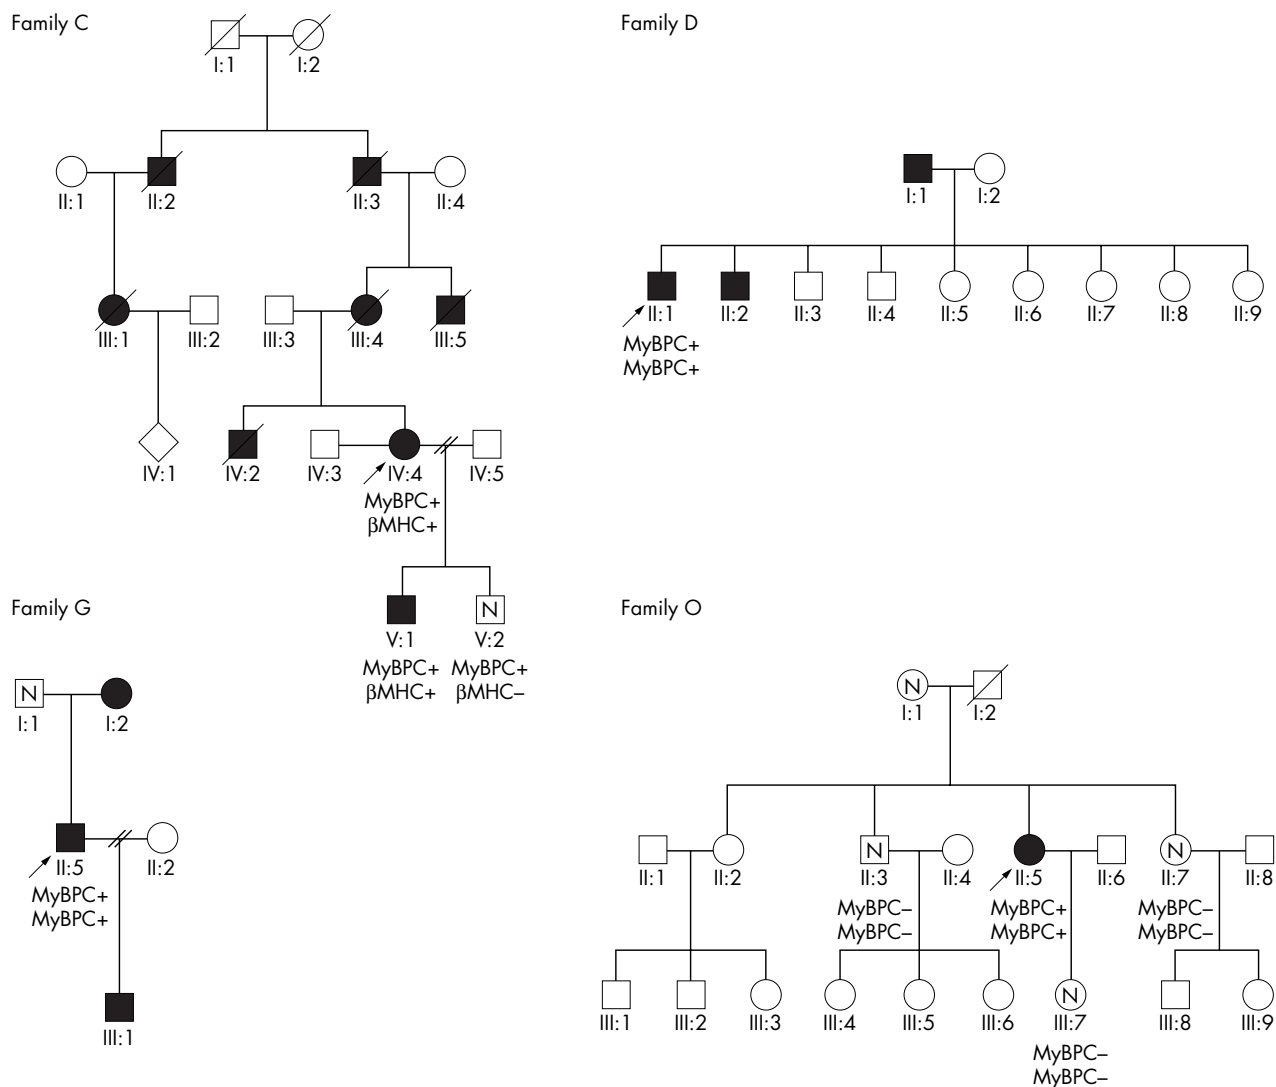 Family C
I:1 I:2
II:1 II:2 II:3 II:4
III:1 III:2 III:3 III:4 III:5
IV:1 IV:2 IV:3 IV:4 IV:5
MyBPC+
βMHC+
N
V:1 V:2
MyBPC+ MyBPC+
βMHC+ βMHC–
Family D
I:1 I:2
II:1 II:2 II:3 II:4 II:5 II:6 II:7 II:8 II:9
MyBPC+
MyBPC+
Family G
N
I:1 I:2
II:5 II:2
MyBPC+
MyBPC+
III:1
Family O
N
I:1 I:2
N N
II:1 II:2 II:3 II:4 II:5 II:6 II:7 II:8
MyBPC– MyBPC+ MyBPC–
MyBPC– MyBPC+ MyBPC–
N
III:1 III:2 III:3 III:4 III:5 III:6 III:7 III:8 III:9
MyBPC–
MyBPC–